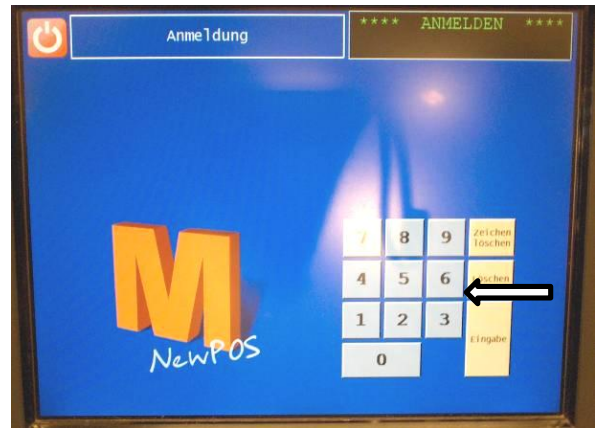 Anmeldung
**** ANMELDEN ****
7 8 9 Zeichen
löschen
4 5 6 Löschen
1 2 3
Eingabe
0
M
NewPOS